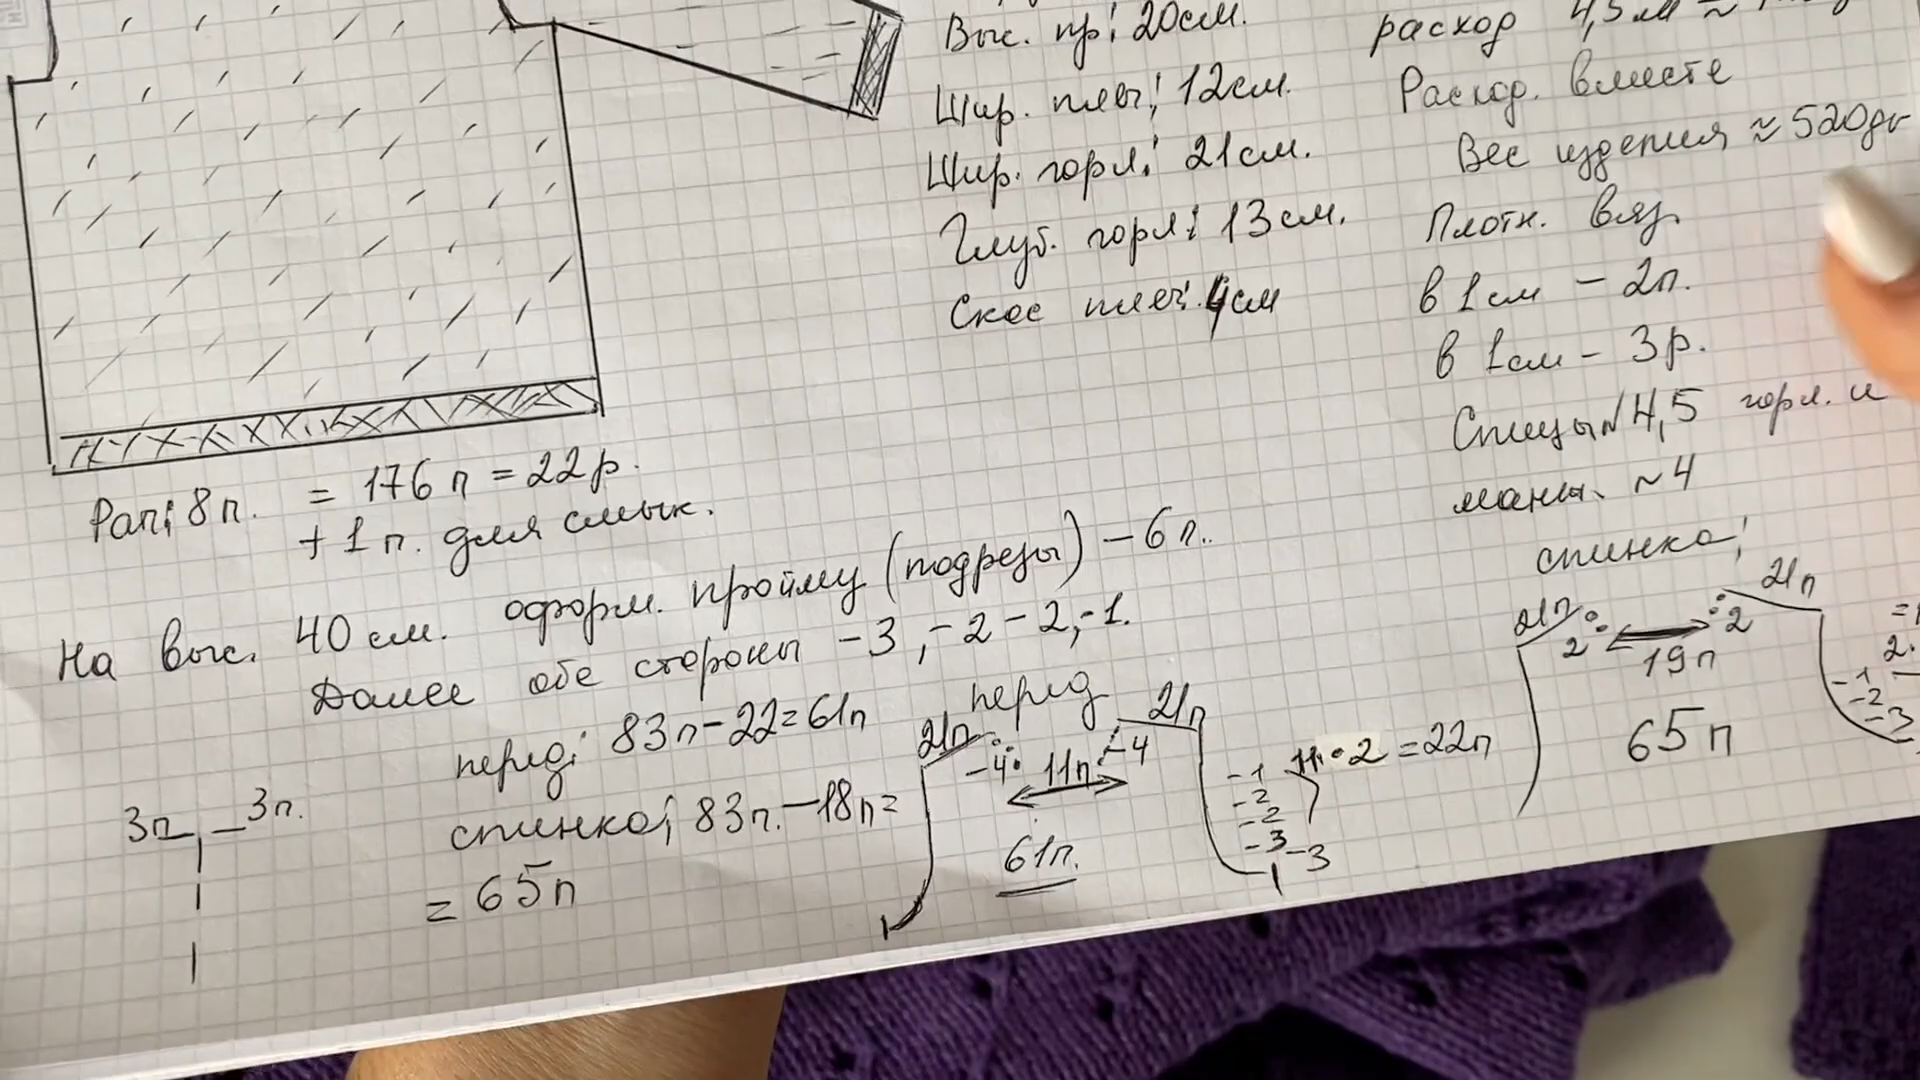 Выс. пр: 20см.
Шир. плеч: 12см.
Шир. горл: 21см.
Глуб. горл: 13см.
Скос плеч: 4см
расход 4,5 м ≈
Расход. вместе
Вес изделия ≈ 520гр
Плотн. вяз.
в 1см - 2п.
в 1см - 3р.
Спицы №4,5 горл. и
манж. №4
Рап: 8п. = 176п = 22р.
+ 1п. для смык.
На выс. 40см. оформ. пройму (подрезы) - 6п.
Далее обе стороны -3, -2 -2, -1.
перед: 83п - 22 = 61п
спинка: 83п. - 18п =
= 65п
3п 3п.
перед
21п 21п
-4 11п -4
61п.
-1
-2
-2
-3 -3
11·2 = 22п
спинка:
21п 21п
2 2
19п
65п
-1
-2
-3